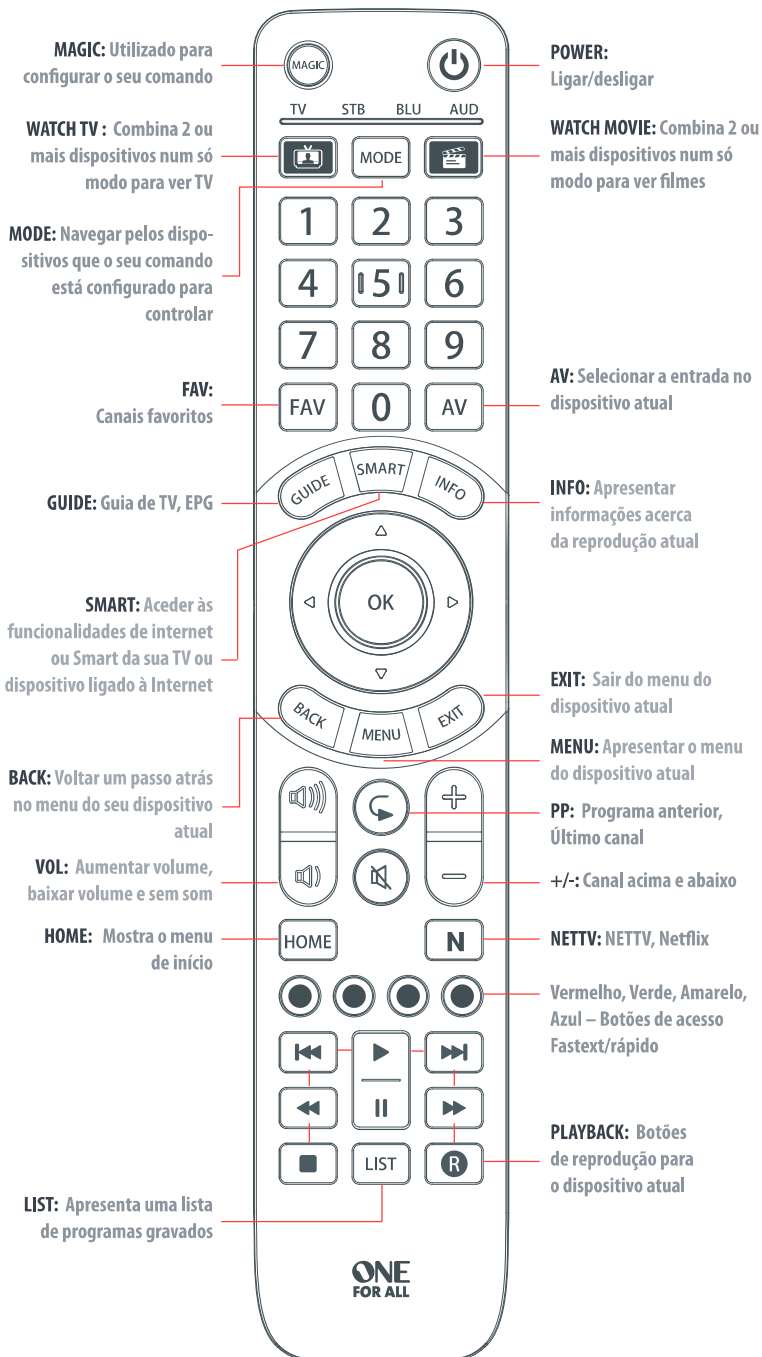 MAGIC: Utilizado para
configurar o seu comando
WATCH TV : Combina 2 ou
mais dispositivos num só
modo para ver TV
MODE: Navegar pelos dispo-
sitivos que o seu comando
está configurado para
controlar
FAV:
Canais favoritos
GUIDE: Guia de TV, EPG
SMART: Aceder às
funcionalidades de internet
ou Smart da sua TV ou
dispositivo ligado à Internet
BACK: Voltar um passo atrás
no menu do seu dispositivo
atual
VOL: Aumentar volume,
baixar volume e sem som
HOME: Mostra o menu
de início
LIST: Apresenta uma lista
de programas gravados
MAGIC
TV STB BLU AUD
MODE
1 2 3
4 5 6
7 8 9
FAV 0 AV
GUIDE SMART INFO
OK
BACK MENU EXIT
HOME N
LIST R
ONE
FOR ALL
POWER:
Ligar/desligar
WATCH MOVIE: Combina 2 ou
mais dispositivos num só
modo para ver filmes
AV: Selecionar a entrada no
dispositivo atual
INFO: Apresentar
informações acerca
da reprodução atual
EXIT: Sair do menu do
dispositivo atual
MENU: Apresentar o menu
do dispositivo atual
PP: Programa anterior,
Último canal
+/-: Canal acima e abaixo
NETTV: NETTV, Netflix
Vermelho, Verde, Amarelo,
Azul – Botões de acesso
Fastext/rápido
PLAYBACK: Botões
de reprodução para
o dispositivo atual